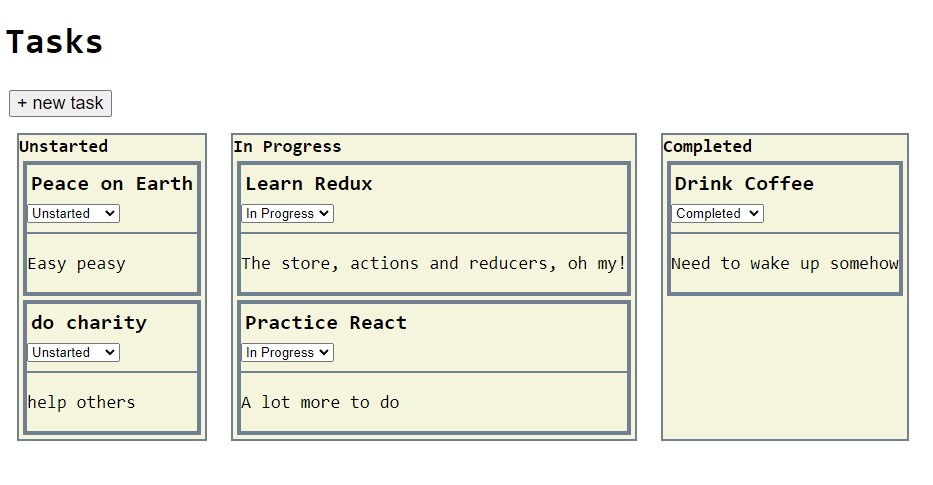 Tasks
+ new task
Unstarted
Peace on Earth
Unstarted
Easy peasy
do charity
Unstarted
help others
In Progress
Learn Redux
In Progress
The store, actions and reducers, oh my!
Practice React
In Progress
A lot more to do
Completed
Drink Coffee
Completed
Need to wake up somehow